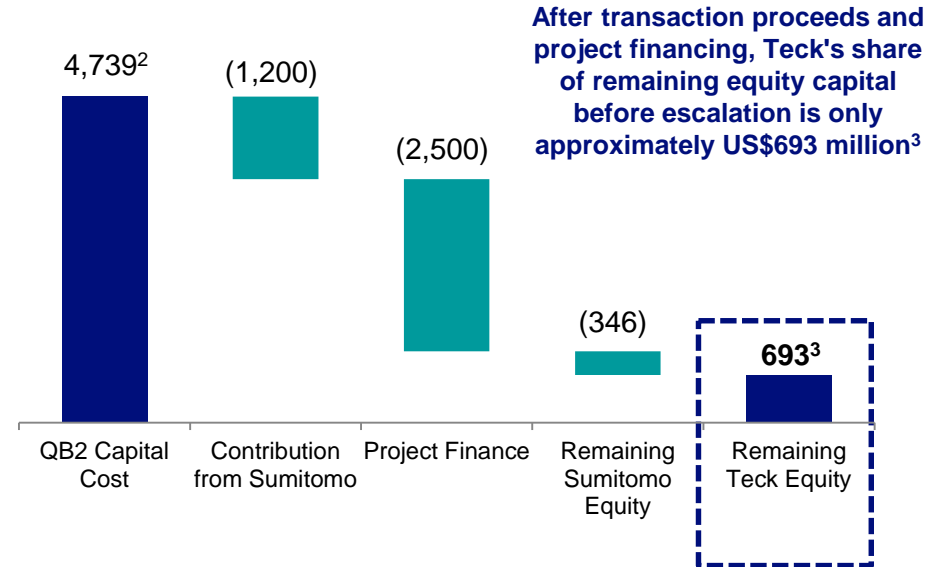 After transaction proceeds and
project financing, Teck's share
of remaining equity capital
before escalation is only
approximately US$693 million³
4,739²
(1,200)
(2,500)
(346)
693³
QB2 Capital
Cost
Contribution
from Sumitomo
Project Finance
Remaining
Sumitomo
Equity
Remaining
Teck Equity